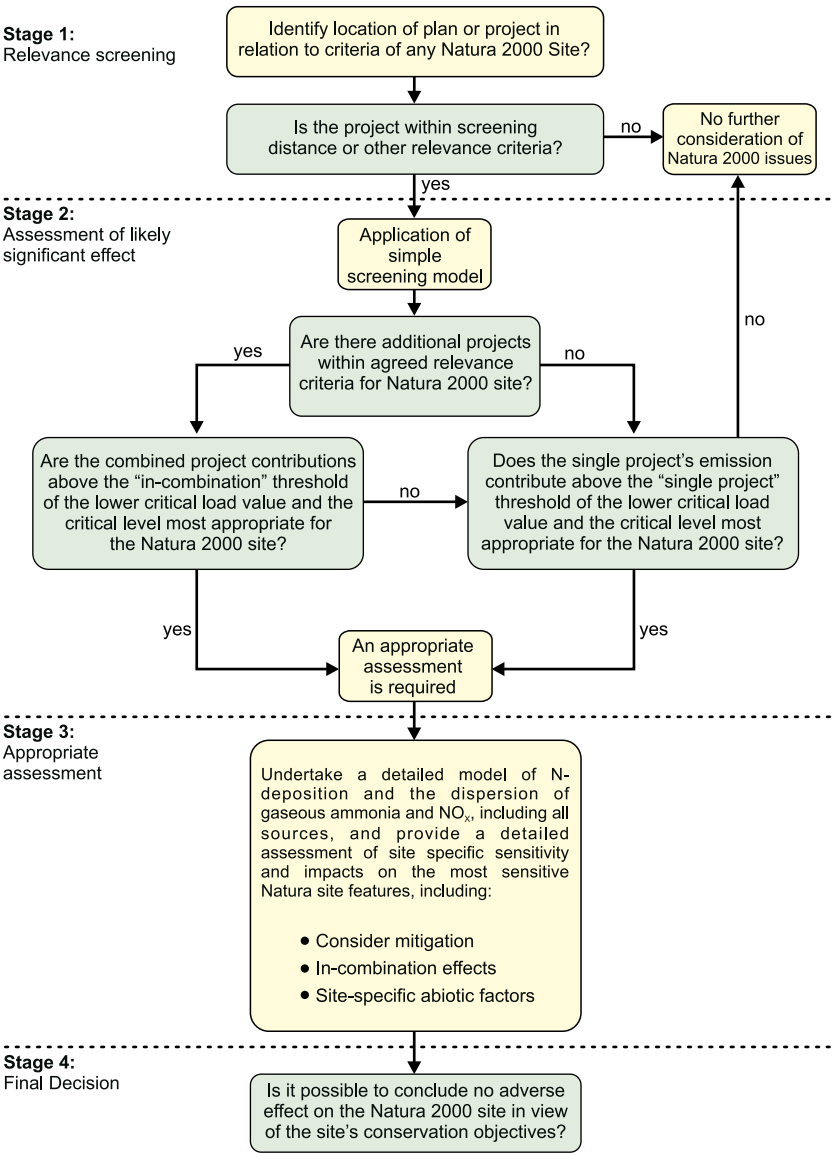 Stage 1:
Relevance screening
Identify location of plan or project in
relation to criteria of any Natura 2000 Site?
Is the project within screening
distance or other relevance criteria?
no
No further
consideration of
Natura 2000 issues
yes
Stage 2:
Assessment of likely
significant effect
Application of
simple
screening model
no
Are there additional projects
within agreed relevance
criteria for Natura 2000 site?
yes
no
Are the combined project contributions
above the “in-combination” threshold
of the lower critical load value and the
critical level most appropriate for
the Natura 2000 site?
no
Does the single project’s emission
contribute above the “single project”
threshold of the lower critical load
value and the critical level most
appropriate for the Natura 2000 site?
yes
yes
An appropriate
assessment
is required
Stage 3:
Appropriate
assessment
Undertake a detailed model of N-
deposition and the dispersion of
gaseous ammonia and NOx, including all
sources, and provide a detailed
assessment of site specific sensitivity
and impacts on the most sensitive
Natura site features, including:
● Consider mitigation
● In-combination effects
● Site-specific abiotic factors
Stage 4:
Final Decision
Is it possible to conclude no adverse
effect on the Natura 2000 site in view
of the site’s conservation objectives?